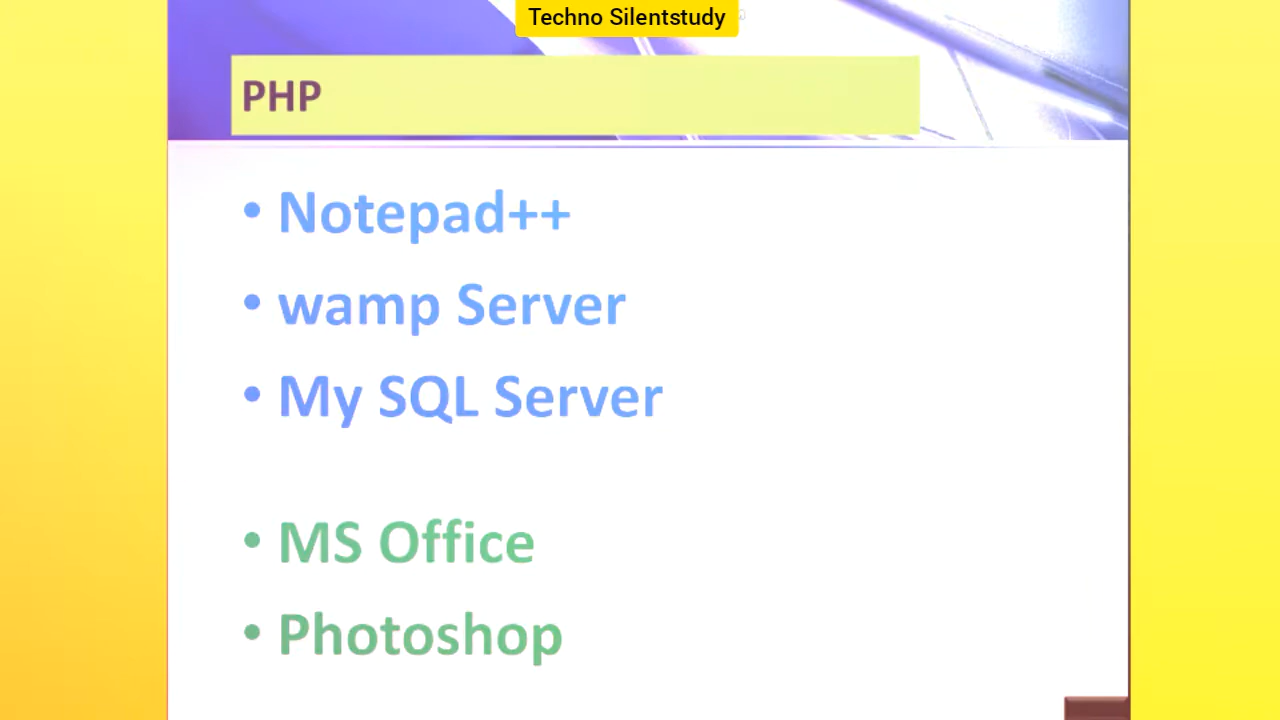 Techno Silentstudy
PHP
• Notepad++
• wamp Server
• My SQL Server
• MS Office
• Photoshop